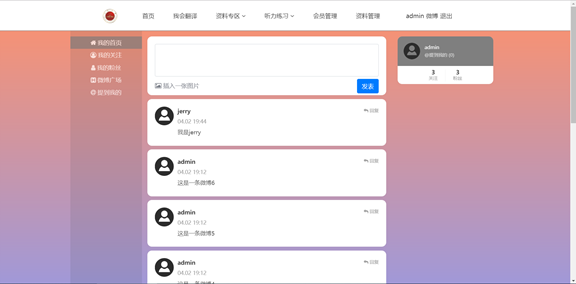 首页 我会翻译 资料专区 听力练习 会员管理 资料管理 admin 微博 退出
我的首页
我的关注
我的粉丝
微博广场
提到我的
插入一张图片
发表
jerry
回复
04.02 19:44
我是jerry
admin
回复
04.02 19:12
这是一条微博6
admin
回复
04.02 19:12
这是一条微博5
admin
回复
04.02 19:12
admin
@提到我的 (0)
3 3
关注 粉丝